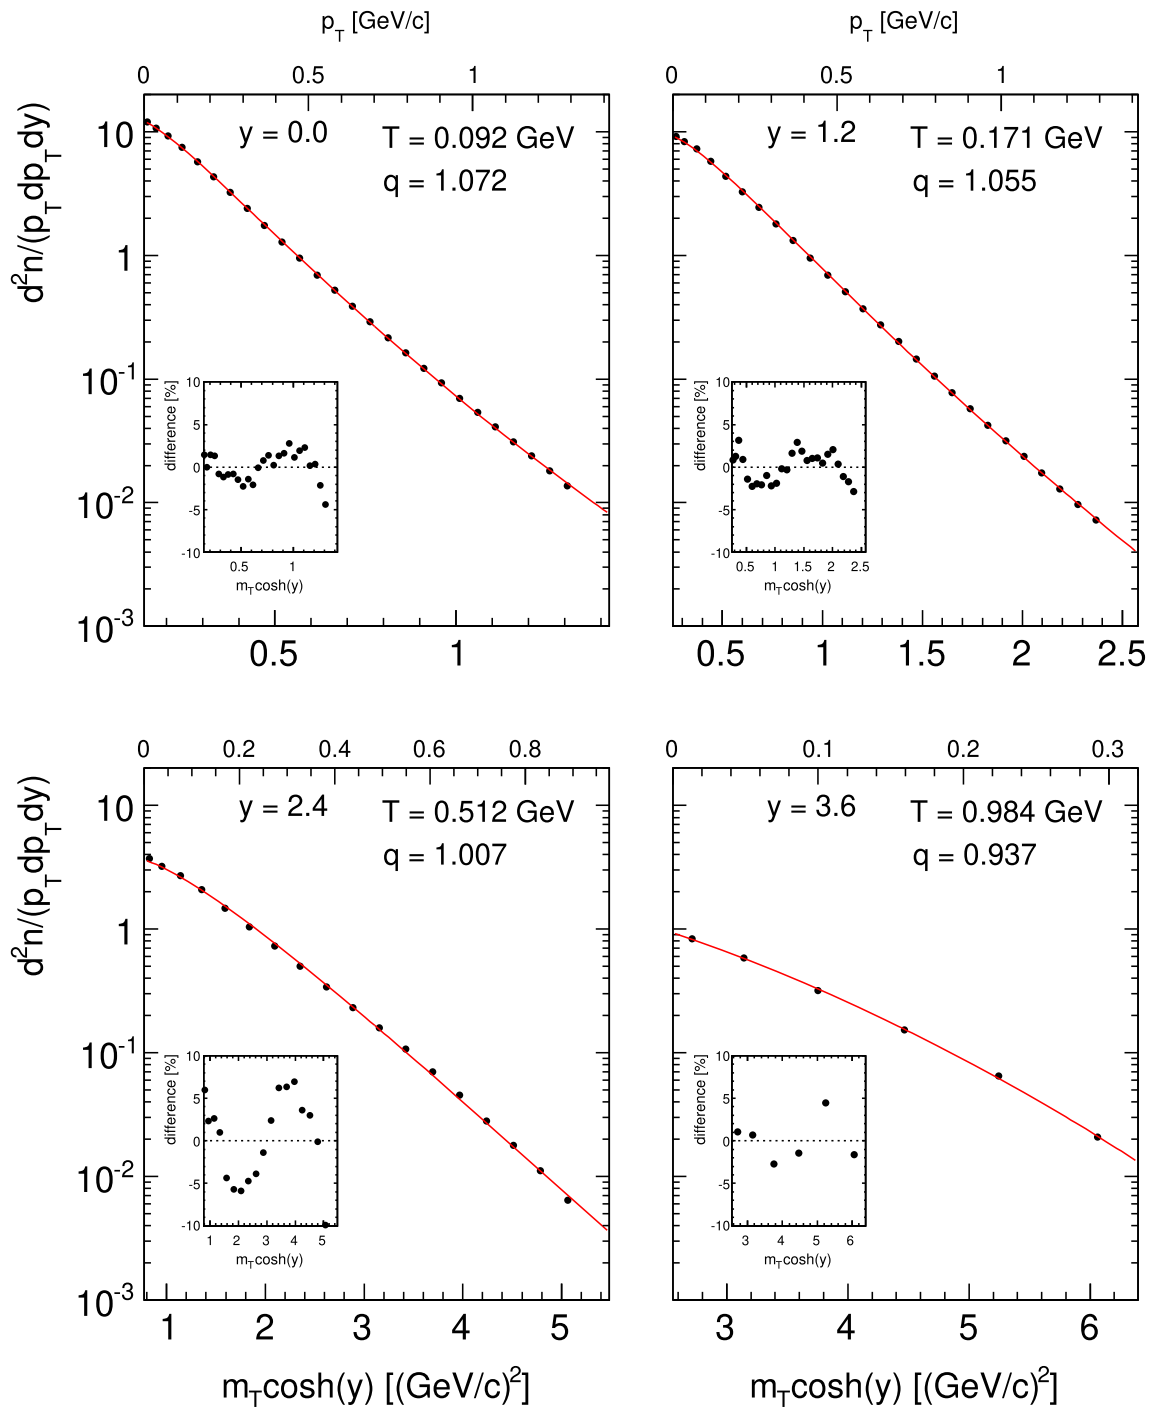 p_T [GeV/c] p_T [GeV/c]
0 0.5 1 0 0.5 1
y = 0.0 T = 0.092 GeV y = 1.2 T = 0.171 GeV
q = 1.072 q = 1.055
d²n/(p_T dp_T dy)
10
1
10⁻¹
10⁻²
10⁻³
difference [%] difference [%]
10 10
5 5
0 0
-5 -5
-10 -10
0.5 1 0.5 1 1.5 2 2.5
m_T cosh(y) m_T cosh(y)
0.5 1 0.5 1 1.5 2 2.5
0 0.2 0.4 0.6 0.8 0 0.1 0.2 0.3
y = 2.4 T = 0.512 GeV y = 3.6 T = 0.984 GeV
q = 1.007 q = 0.937
d²n/(p_T dp_T dy)
10
1
10⁻¹
10⁻²
10⁻³
difference [%] difference [%]
10 10
5 5
0 0
-5 -5
-10 -10
1 2 3 4 5 3 4 5 6
m_T cosh(y) m_T cosh(y)
1 2 3 4 5 3 4 5 6
m_T cosh(y) [(GeV/c)²] m_T cosh(y) [(GeV/c)²]